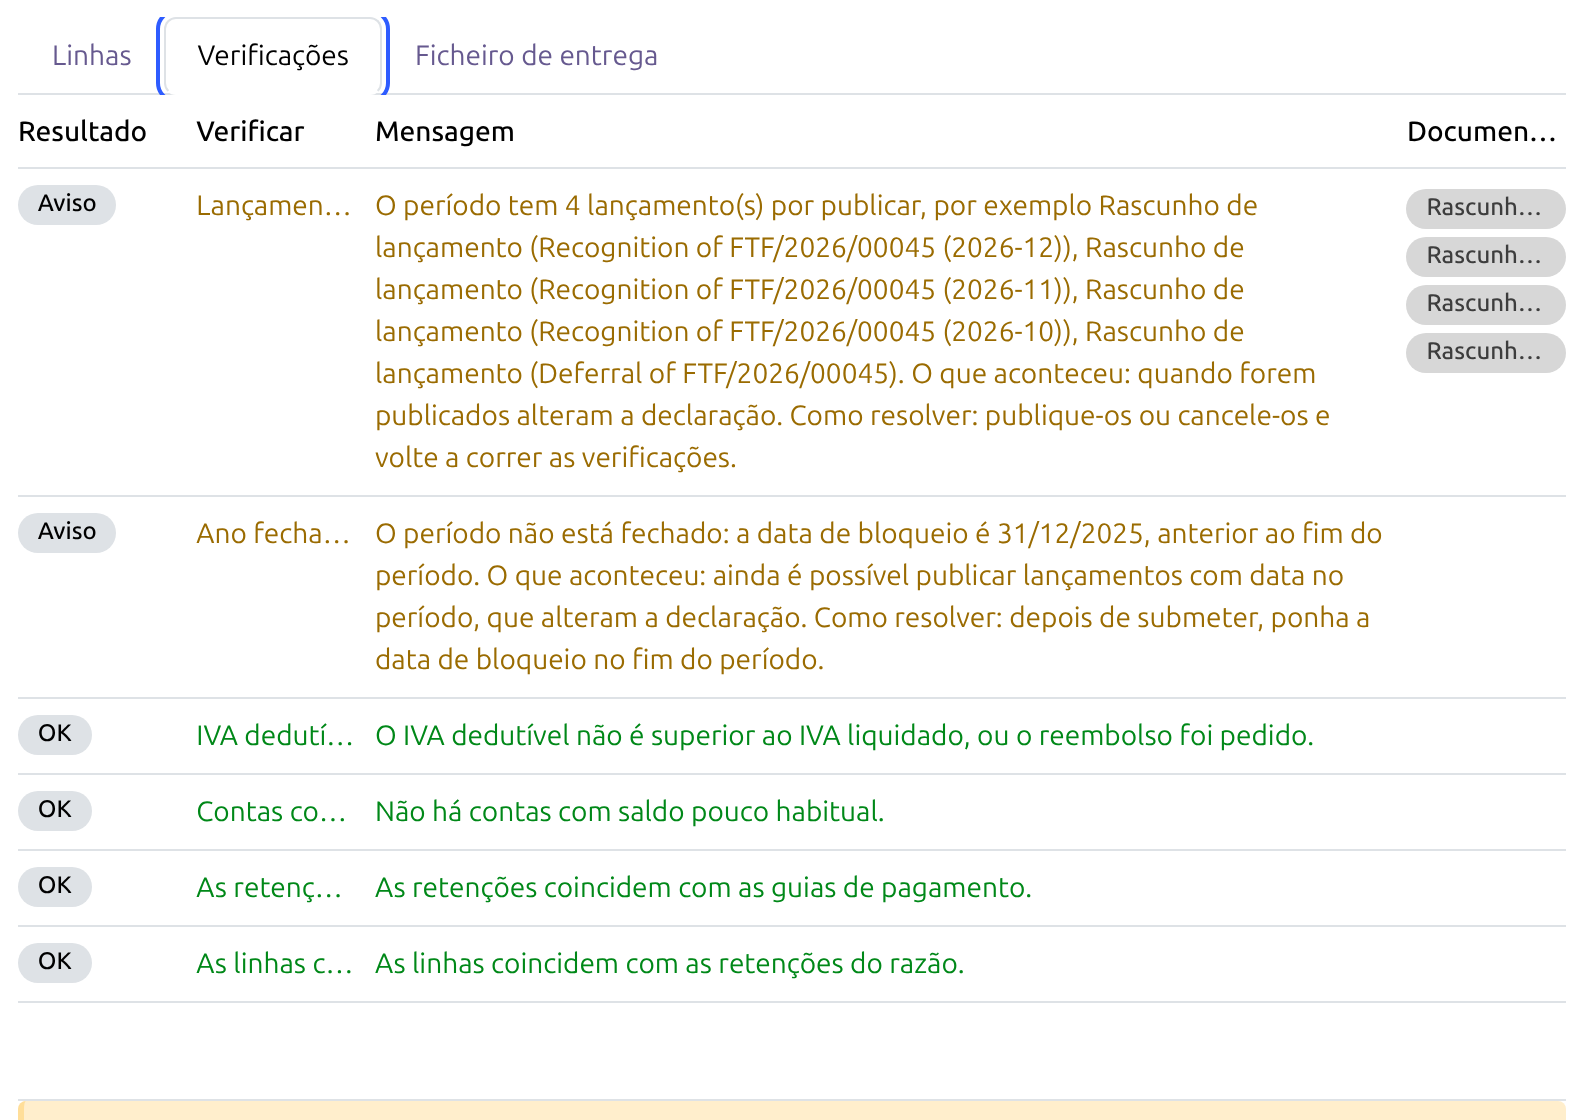 Linhas
Verificações
Ficheiro de entrega
Resultado
Verificar
Mensagem
Documen…
Aviso
Lançamen…
O período tem 4 lançamento(s) por publicar, por exemplo Rascunho de
lançamento (Recognition of FTF/2026/00045 (2026-12)), Rascunho de
lançamento (Recognition of FTF/2026/00045 (2026-11)), Rascunho de
lançamento (Recognition of FTF/2026/00045 (2026-10)), Rascunho de
lançamento (Deferral of FTF/2026/00045). O que aconteceu: quando forem
publicados alteram a declaração. Como resolver: publique-os ou cancele-os e
volte a correr as verificações.
Rascunh…
Rascunh…
Rascunh…
Rascunh…
Aviso
Ano fecha…
O período não está fechado: a data de bloqueio é 31/12/2025, anterior ao fim do
período. O que aconteceu: ainda é possível publicar lançamentos com data no
período, que alteram a declaração. Como resolver: depois de submeter, ponha a
data de bloqueio no fim do período.
OK
IVA dedutí…
O IVA dedutível não é superior ao IVA liquidado, ou o reembolso foi pedido.
OK
Contas co…
Não há contas com saldo pouco habitual.
OK
As retenç…
As retenções coincidem com as guias de pagamento.
OK
As linhas c…
As linhas coincidem com as retenções do razão.